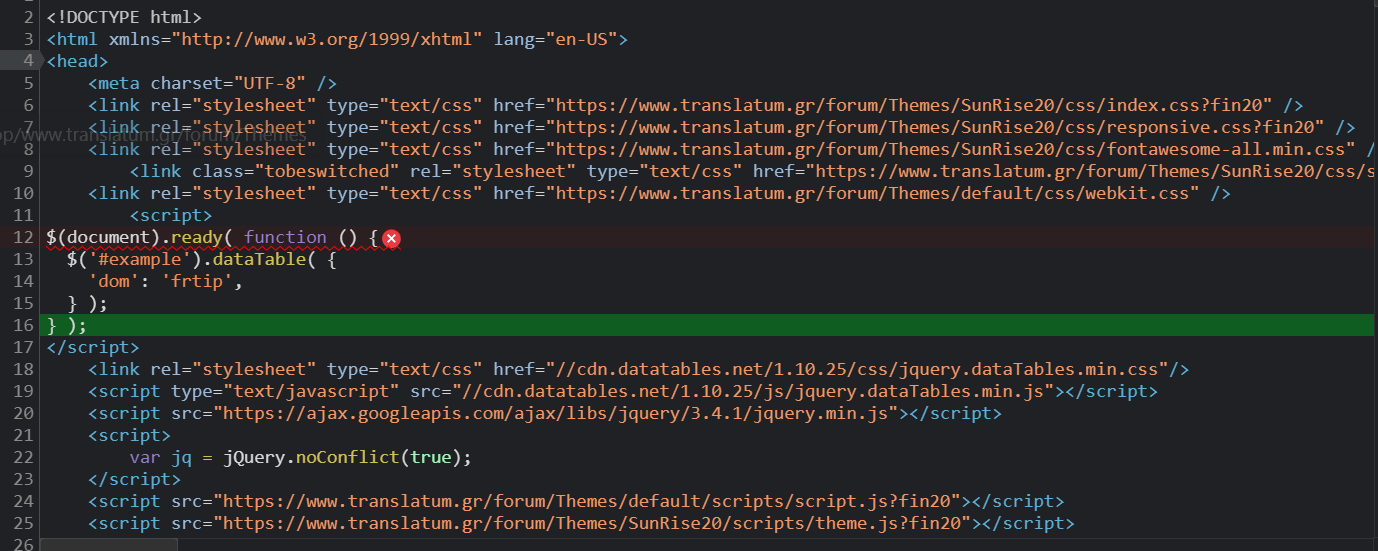 2 <!DOCTYPE html>
3 <html xmlns="http://www.w3.org/1999/xhtml" lang="en-US">
4 <head>
5 <meta charset="UTF-8" />
6 <link rel="stylesheet" type="text/css" href="https://www.translatum.gr/forum/Themes/SunRise20/css/index.css?fin20" />
7 <link rel="stylesheet" type="text/css" href="https://www.translatum.gr/forum/Themes/SunRise20/css/responsive.css?fin20" />
op/www.translatum.gr/forum/Themes
8 <link rel="stylesheet" type="text/css" href="https://www.translatum.gr/forum/Themes/SunRise20/css/fontawesome-all.min.css" /
9 <link class="tobeswitched" rel="stylesheet" type="text/css" href="https://www.translatum.gr/forum/Themes/SunRise20/css/s
10 <link rel="stylesheet" type="text/css" href="https://www.translatum.gr/forum/Themes/default/css/webkit.css" />
11 <script>
12 $(document).ready( function () {
13 $('#example').dataTable( {
14 'dom': 'frtip',
15 } );
16 } );
17 </script>
18 <link rel="stylesheet" type="text/css" href="//cdn.datatables.net/1.10.25/css/jquery.dataTables.min.css"/>
19 <script type="text/javascript" src="//cdn.datatables.net/1.10.25/js/jquery.dataTables.min.js"></script>
20 <script src="https://ajax.googleapis.com/ajax/libs/jquery/3.4.1/jquery.min.js"></script>
21 <script>
22 var jq = jQuery.noConflict(true);
23 </script>
24 <script src="https://www.translatum.gr/forum/Themes/default/scripts/script.js?fin20"></script>
25 <script src="https://www.translatum.gr/forum/Themes/SunRise20/scripts/theme.js?fin20"></script>
26